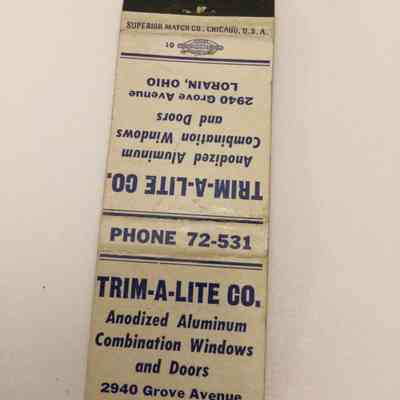 SUPERIOR MATCH CO., CHICAGO, U.S.A.
10
TRIM-A-LITE CO.
Anodized Aluminum
Combination Windows
and Doors
2940 Grove Avenue
LORAIN, OHIO
PHONE 72-531
TRIM-A-LITE CO.
Anodized Aluminum
Combination Windows
and Doors
2940 Grove Avenue